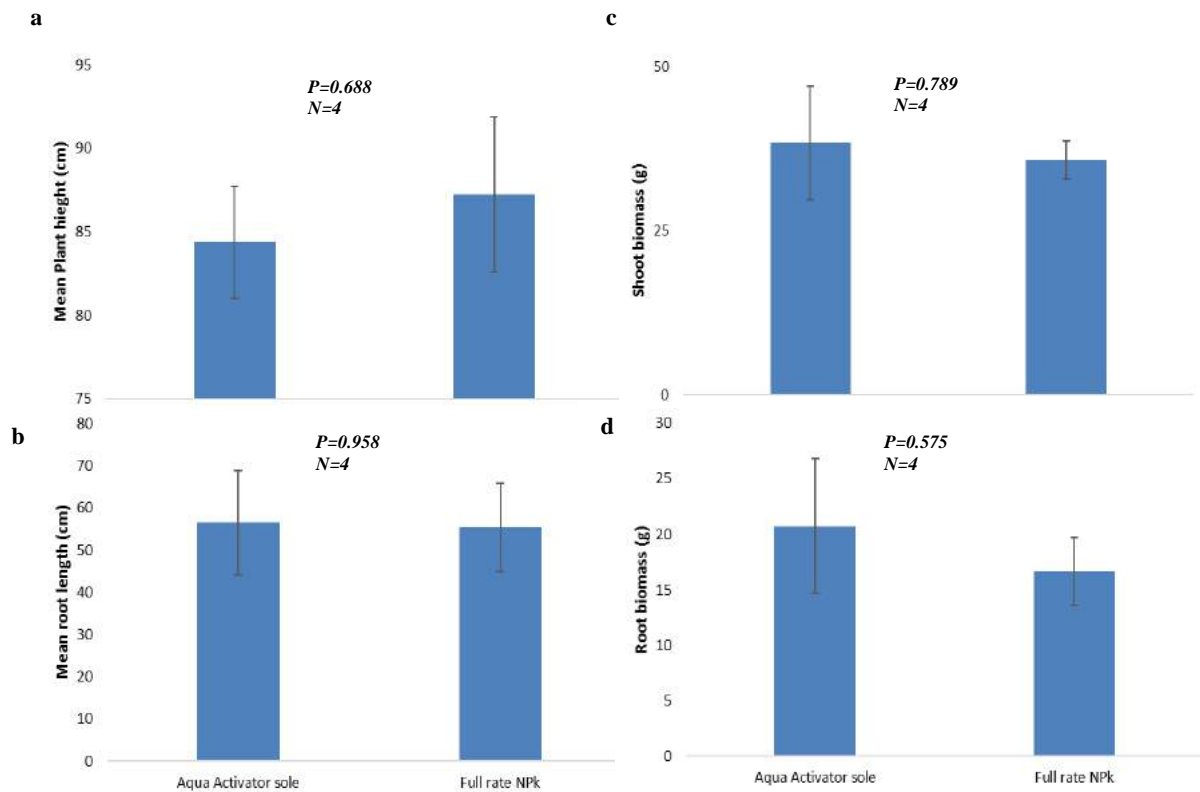 a
95
90
85
80
75
Mean Plant hieght (cm)
P=0.688
N=4
c
50
25
0
Shoot biomass (g)
P=0.789
N=4
b
80
70
60
50
40
30
20
10
0
Mean root length (cm)
P=0.958
N=4
Aqua Activator sole
Full rate NPk
d
30
25
20
15
10
5
0
Root biomass (g)
P=0.575
N=4
Aqua Activator sole
Full rate NPk